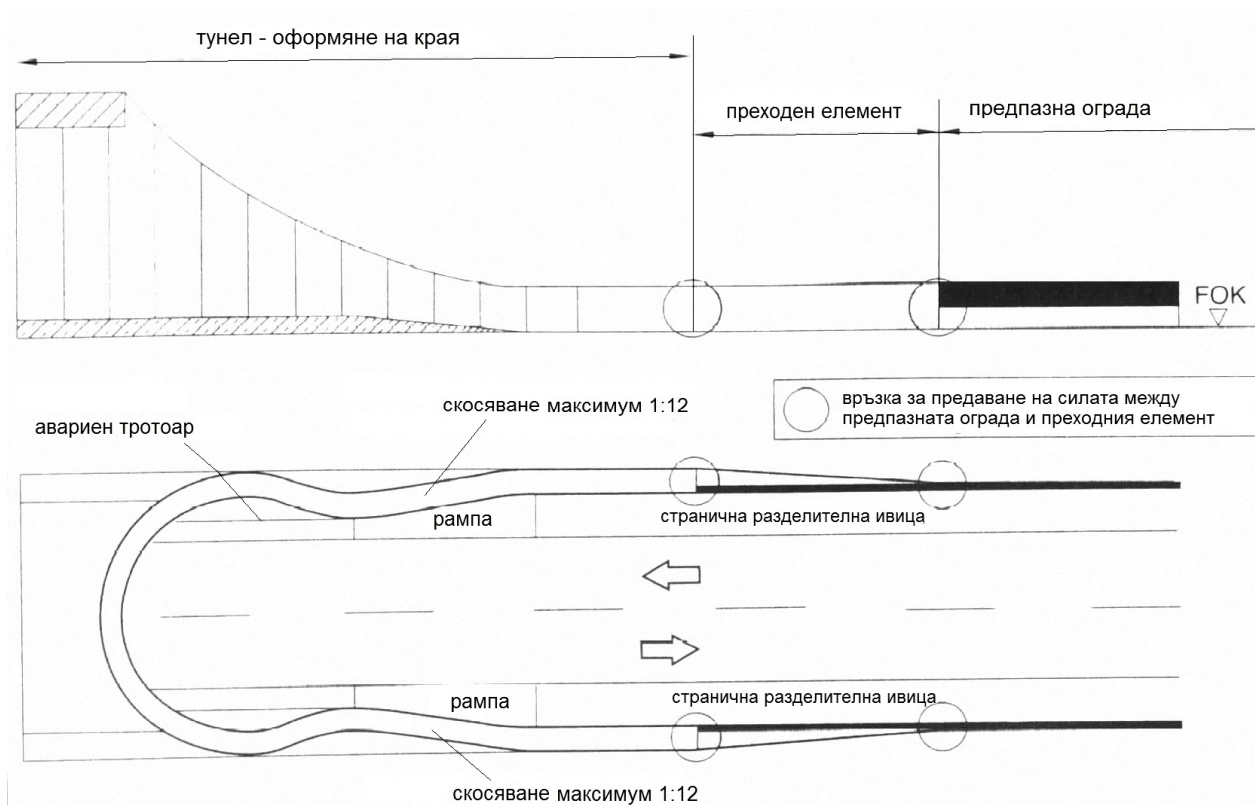 тунел - оформяне на края
преходен елемент
предпазна ограда
FOK
връзка за предаване на силата между
предпазната ограда и преходния елемент
скосяване максимум 1:12
авариен тротоар
рампа
странична разделителна ивица
рампа
странична разделителна ивица
скосяване максимум 1:12